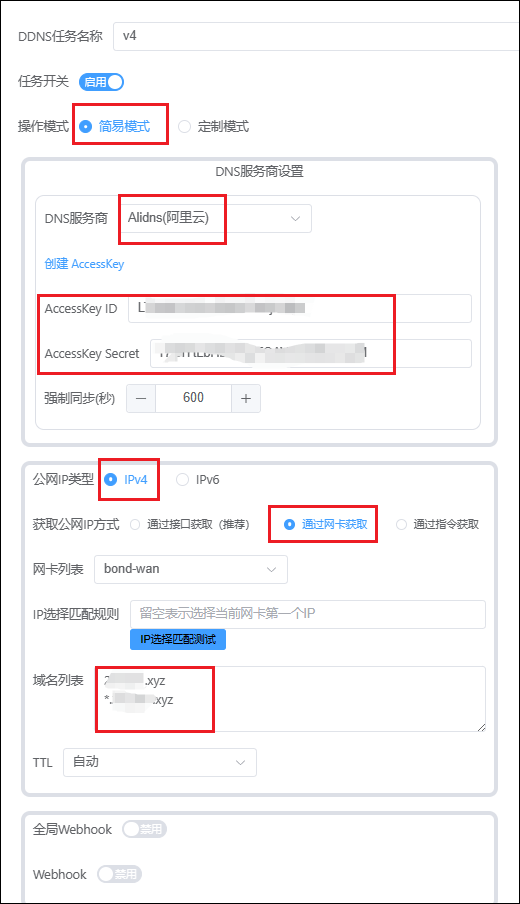 DDNS任务名称 v4
任务开关 启用
操作模式 简易模式 定制模式
DNS服务商设置
DNS服务商 Alidns(阿里云)
创建 AccessKey
AccessKey ID
AccessKey Secret
强制同步(秒) — 600 +
公网IP类型 IPv4 IPv6
获取公网IP方式 通过接口获取（推荐） 通过网卡获取 通过指令获取
网卡列表 bond-wan
IP选择匹配规则 留空表示选择当前网卡第一个IP
IP选择匹配测试
域名列表 .xyz
*. .xyz
TTL 自动
全局Webhook 禁用
Webhook 禁用